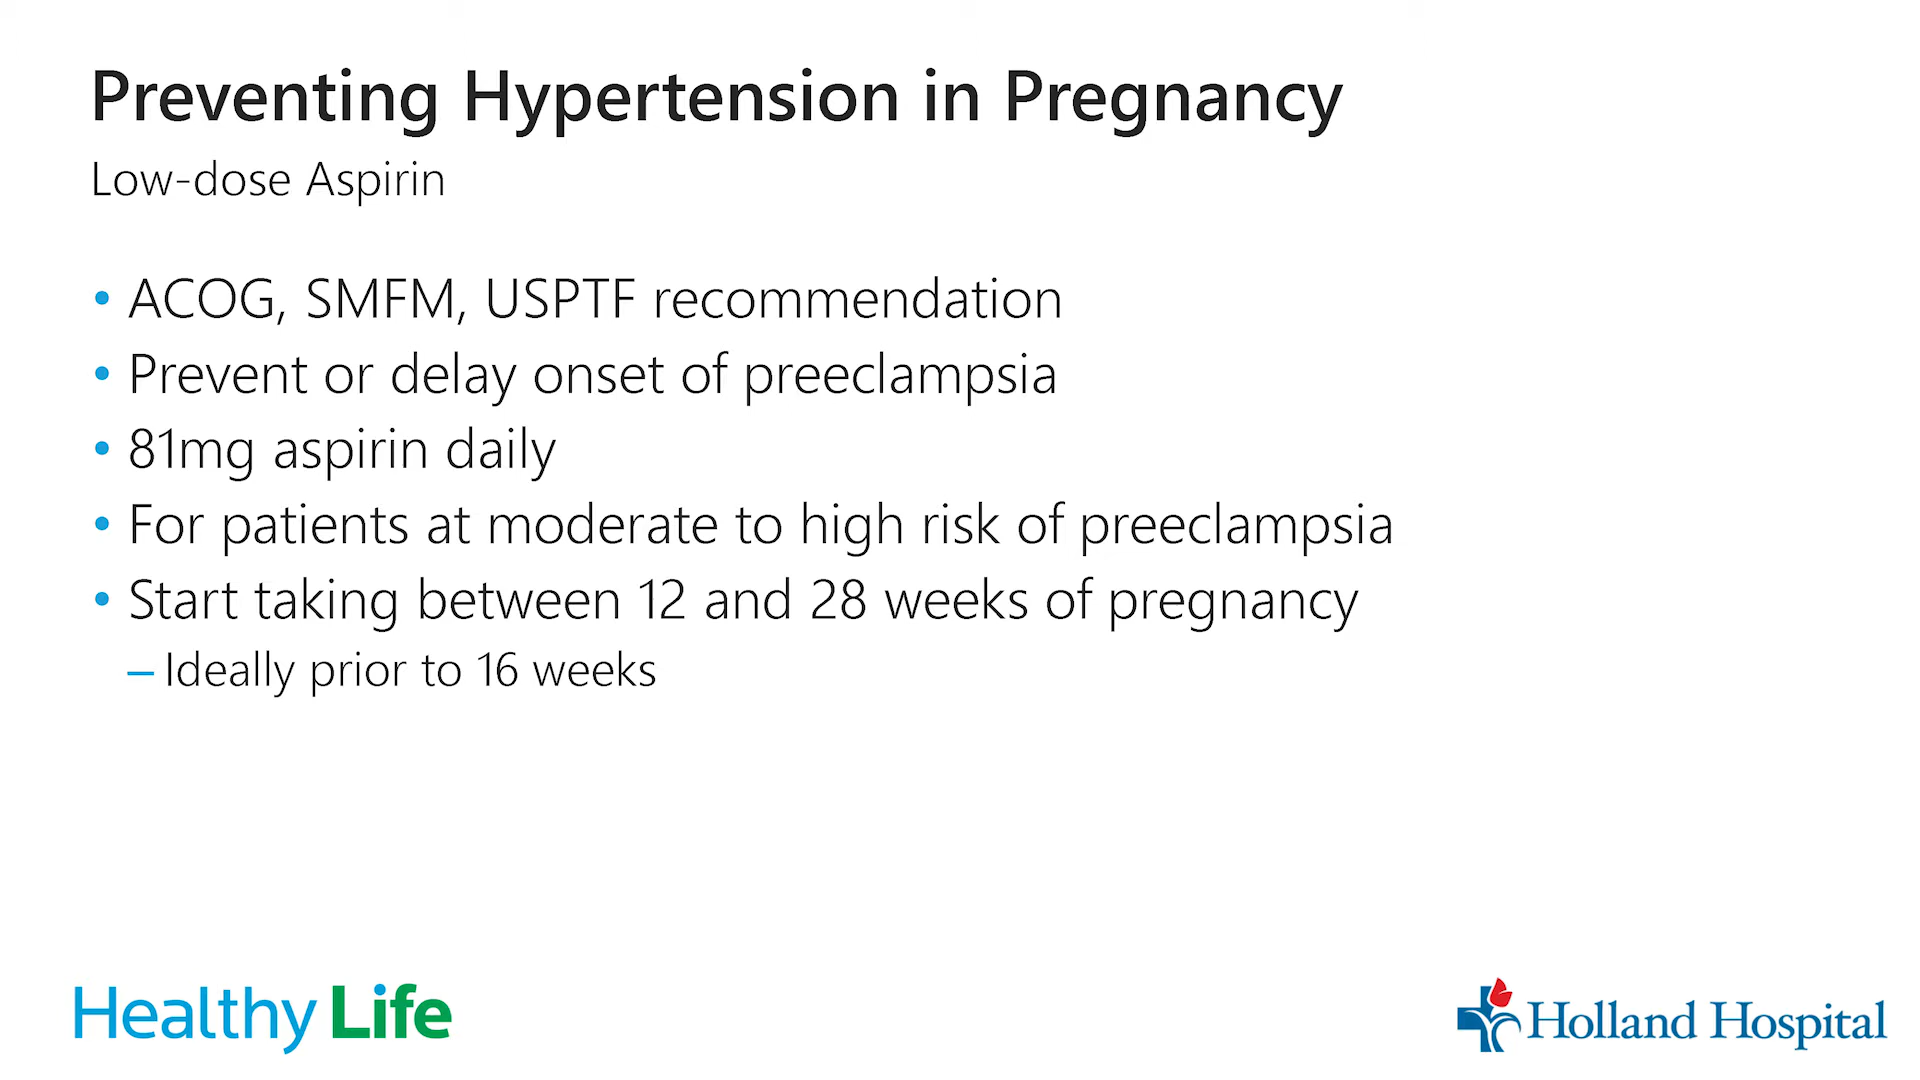 Preventing Hypertension in Pregnancy
Low-dose Aspirin
• ACOG, SMFM, USPTF recommendation
• Prevent or delay onset of preeclampsia
• 81mg aspirin daily
• For patients at moderate to high risk of preeclampsia
• Start taking between 12 and 28 weeks of pregnancy
– Ideally prior to 16 weeks
Healthy Life
Holland Hospital